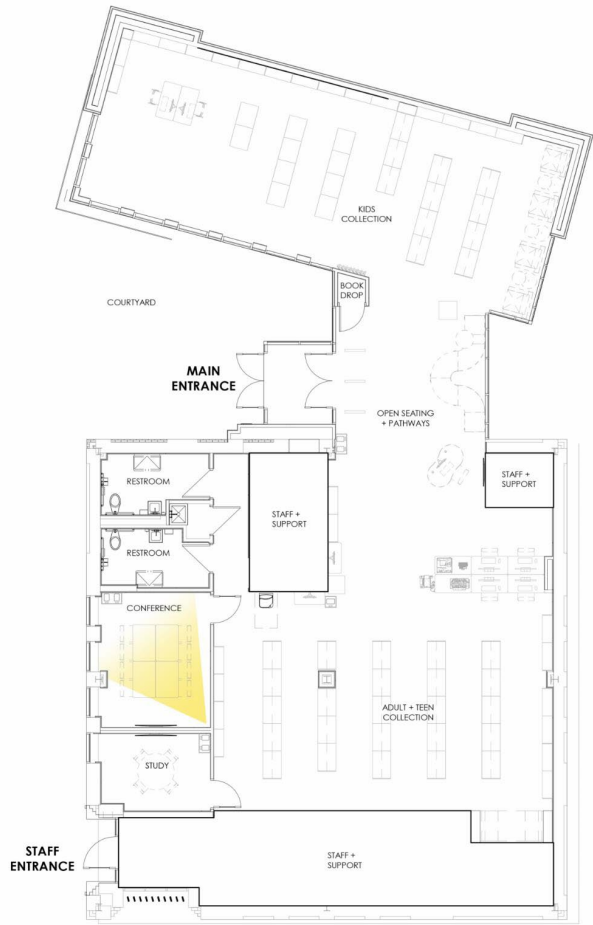 KIDS
COLLECTION
BOOK
DROP
COURTYARD
MAIN
ENTRANCE
OPEN SEATING
+ PATHWAYS
RESTROOM
STAFF +
SUPPORT
STAFF +
SUPPORT
RESTROOM
CONFERENCE
ADULT + TEEN
COLLECTION
STUDY
STAFF
ENTRANCE
STAFF +
SUPPORT